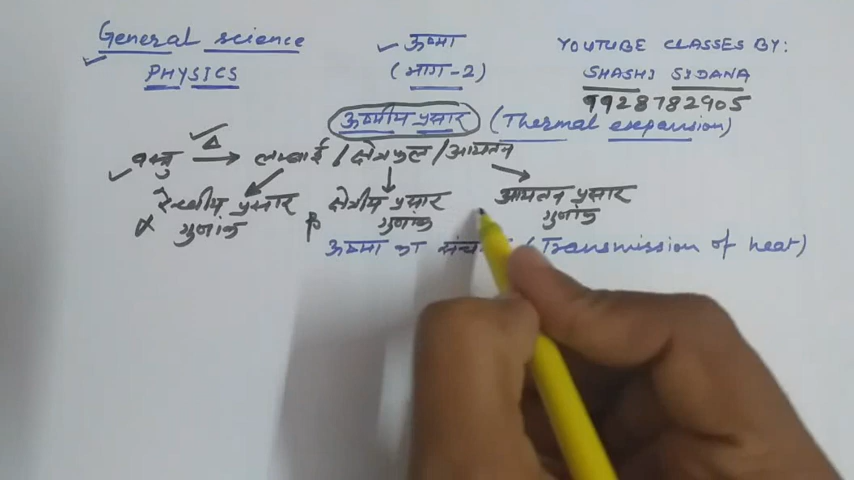 General science
PHYSICS
ऊष्मा
(भाग-2)
YOUTUBE CLASSES BY:
SHASHI SIDANA
9928782905
ऊष्मीय प्रसार (Thermal expansion)
वस्तु Δ→ लम्बाई / क्षेत्रफल / आयतन
रेखीय प्रसार गुणांक α
क्षेत्रीय प्रसार गुणांक β
आयतन प्रसार गुणांक
ऊष्मा का (Transmission of heat)